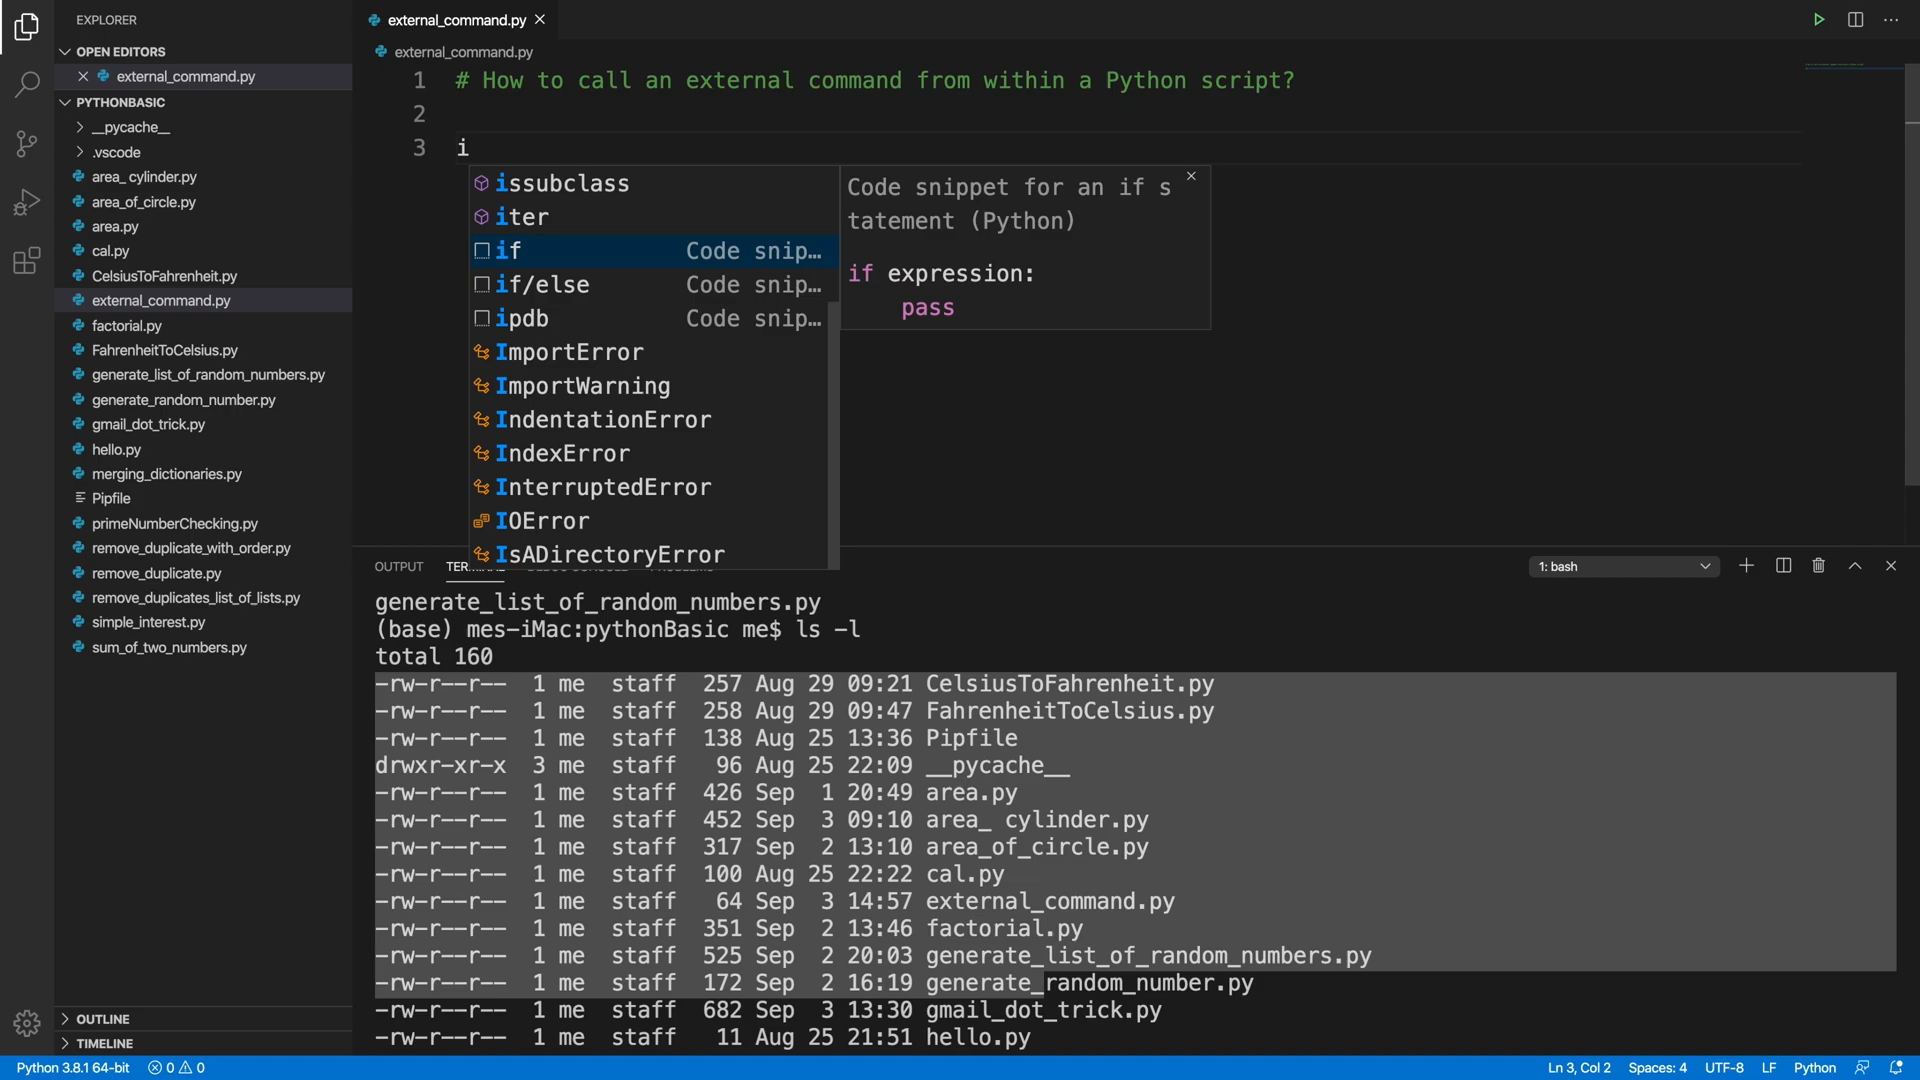 EXPLORER
OPEN EDITORS
external_command.py
PYTHONBASIC
__pycache__
.vscode
area_ cylinder.py
area_of_circle.py
area.py
cal.py
CelsiusToFahrenheit.py
external_command.py
factorial.py
FahrenheitToCelsius.py
generate_list_of_random_numbers.py
generate_random_number.py
gmail_dot_trick.py
hello.py
merging_dictionaries.py
Pipfile
primeNumberChecking.py
remove_duplicate_with_order.py
remove_duplicate.py
remove_duplicates_list_of_lists.py
simple_interest.py
sum_of_two_numbers.py
OUTLINE
TIMELINE
external_command.py
external_command.py
1 # How to call an external command from within a Python script?
2
3 i
issubclass
iter
if Code snip…
if/else Code snip…
ipdb Code snip…
ImportError
ImportWarning
IndentationError
IndexError
InterruptedError
IOError
IsADirectoryError
Code snippet for an if s
tatement (Python)
if expression:
pass
OUTPUT
1: bash
generate_list_of_random_numbers.py
(base) mes-iMac:pythonBasic me$ ls -l
total 160
-rw-r--r-- 1 me staff 257 Aug 29 09:21 CelsiusToFahrenheit.py
-rw-r--r-- 1 me staff 258 Aug 29 09:47 FahrenheitToCelsius.py
-rw-r--r-- 1 me staff 138 Aug 25 13:36 Pipfile
drwxr-xr-x 3 me staff 96 Aug 25 22:09 __pycache__
-rw-r--r-- 1 me staff 426 Sep 1 20:49 area.py
-rw-r--r-- 1 me staff 452 Sep 3 09:10 area_ cylinder.py
-rw-r--r-- 1 me staff 317 Sep 2 13:10 area_of_circle.py
-rw-r--r-- 1 me staff 100 Aug 25 22:22 cal.py
-rw-r--r-- 1 me staff 64 Sep 3 14:57 external_command.py
-rw-r--r-- 1 me staff 351 Sep 2 13:46 factorial.py
-rw-r--r-- 1 me staff 525 Sep 2 20:03 generate_list_of_random_numbers.py
-rw-r--r-- 1 me staff 172 Sep 2 16:19 generate_random_number.py
-rw-r--r-- 1 me staff 682 Sep 3 13:30 gmail_dot_trick.py
-rw-r--r-- 1 me staff 11 Aug 25 21:51 hello.py
Python 3.8.1 64-bit 0 0 Ln 3, Col 2 Spaces: 4 UTF-8 LF Python